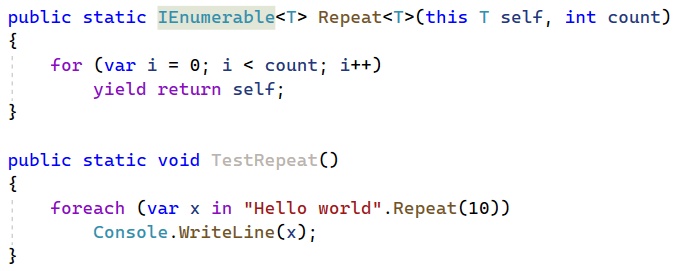 public static IEnumerable<T> Repeat<T>(this T self, int count)
{
    for (var i = 0; i < count; i++)
        yield return self;
}

public static void TestRepeat()
{
    foreach (var x in "Hello world".Repeat(10))
        Console.WriteLine(x);
}